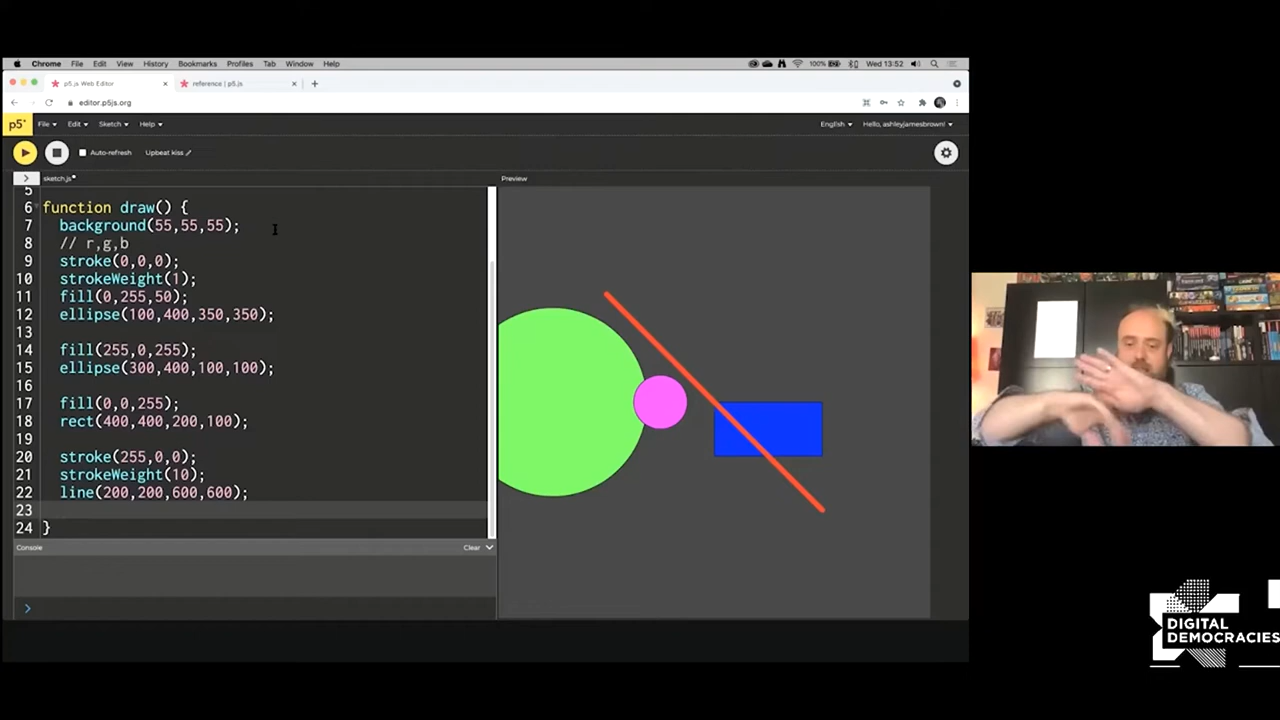 Chrome File Edit View History Bookmarks Profiles Tab Window Help 100% Wed 13:52
p5.js Web Editor × reference | p5.js × +
editor.p5js.org
p5* File Edit Sketch Help English Hello, ashleyjamesbrown!
Auto-refresh Upbeat kiss
> sketch.js Preview
5
6 function draw() {
7 background(55,55,55);
8 // r,g,b
9 stroke(0,0,0);
10 strokeWeight(1);
11 fill(0,255,50);
12 ellipse(100,400,350,350);
13
14 fill(255,0,255);
15 ellipse(300,400,100,100);
16
17 fill(0,0,255);
18 rect(400,400,200,100);
19
20 stroke(255,0,0);
21 strokeWeight(10);
22 line(200,200,600,600);
23
24 }
Console Clear
>
DIGITAL
DEMOCRACIES